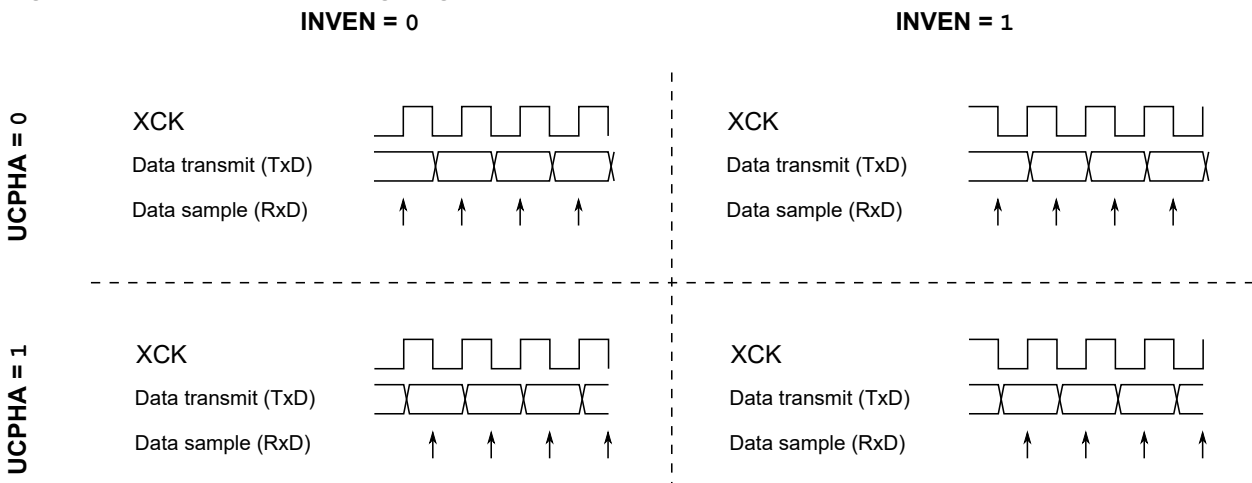 INVEN = 0
INVEN = 1
UCPHA = 0
XCK
Data transmit (TxD)
Data sample (RxD)
XCK
Data transmit (TxD)
Data sample (RxD)
UCPHA = 1
XCK
Data transmit (TxD)
Data sample (RxD)
XCK
Data transmit (TxD)
Data sample (RxD)